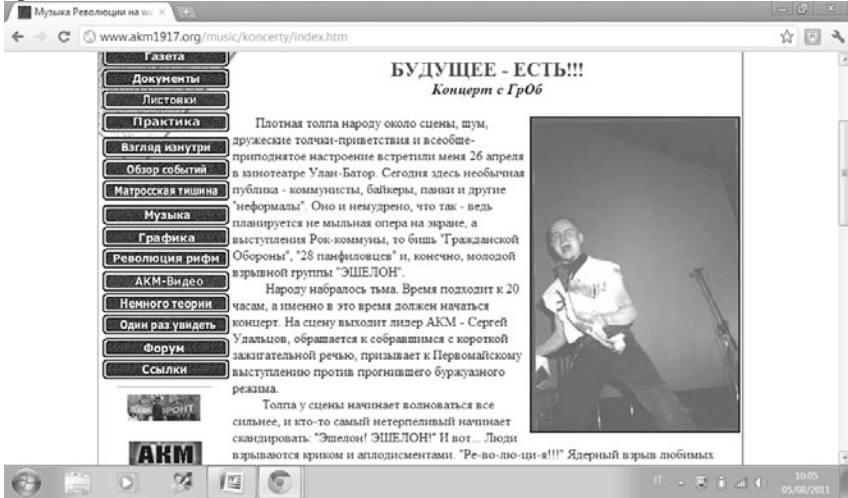 Музыка Революции на ww
www.akm1917.org/music/koncerty/index.htm
Газета
Документы
Листовки
Практика
Взгляд изнутри
Обзор событий
Матросская тишина
Музыка
Графика
Революция рифм
АКМ-Видео
Немного теории
Один раз увидеть
Форум
Ссылки
АКМ
БУДУЩЕЕ - ЕСТЬ!!!
Концерт с ГрОб
Плотная толпа народу около сцены, шум,
дружеские толчки-приветствия и всеобще-
приподнятое настроение встретили меня 26 апреля
в кинотеатре Улан-Батор. Сегодня здесь необычная
публика - коммунисты, байкеры, панки и другие
"неформалы". Оно и немудрено, что так - ведь
планируется не мыльная опера на экране, а
выступления Рок-коммуны, то бишь "Гражданской
Обороны", "28 панфиловцев" и, конечно, молодой
взрывной группы "ЭШЕЛОН".
Народу набралось тьма. Время подходит к 20
часам, а именно в это время должен начаться
концерт. На сцену выходит лидер АКМ - Сергей
Удальцов, обращается к собравшимся с короткой
зажигательной речью, призывает к Первомайскому
выступлению против прогнившего буржуазного
режима.
Толпа у сцены начинает волноваться все
сильнее, и кто-то самый нетерпеливый начинает
скандировать: "Эшелон! ЭШЕЛОН!" И вот... Люди
взрываются криком и аплодисментами. "Ре-во-лю-ци-я!!!" Ядерный взрыв любимых
IT
10:05
05/08/2011